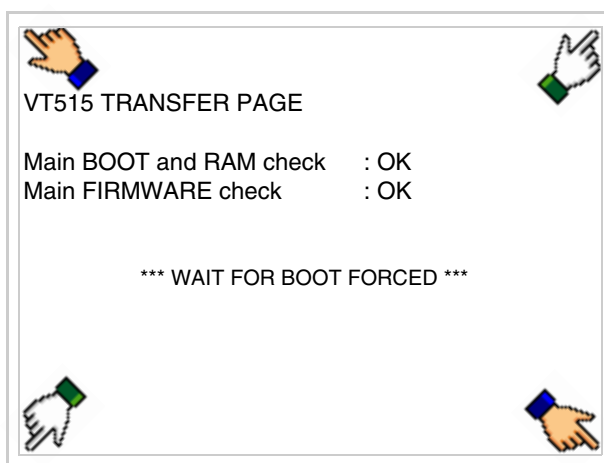 VT515 TRANSFER PAGE
Main BOOT and RAM check : OK
Main FIRMWARE check : OK
*** WAIT FOR BOOT FORCED ***